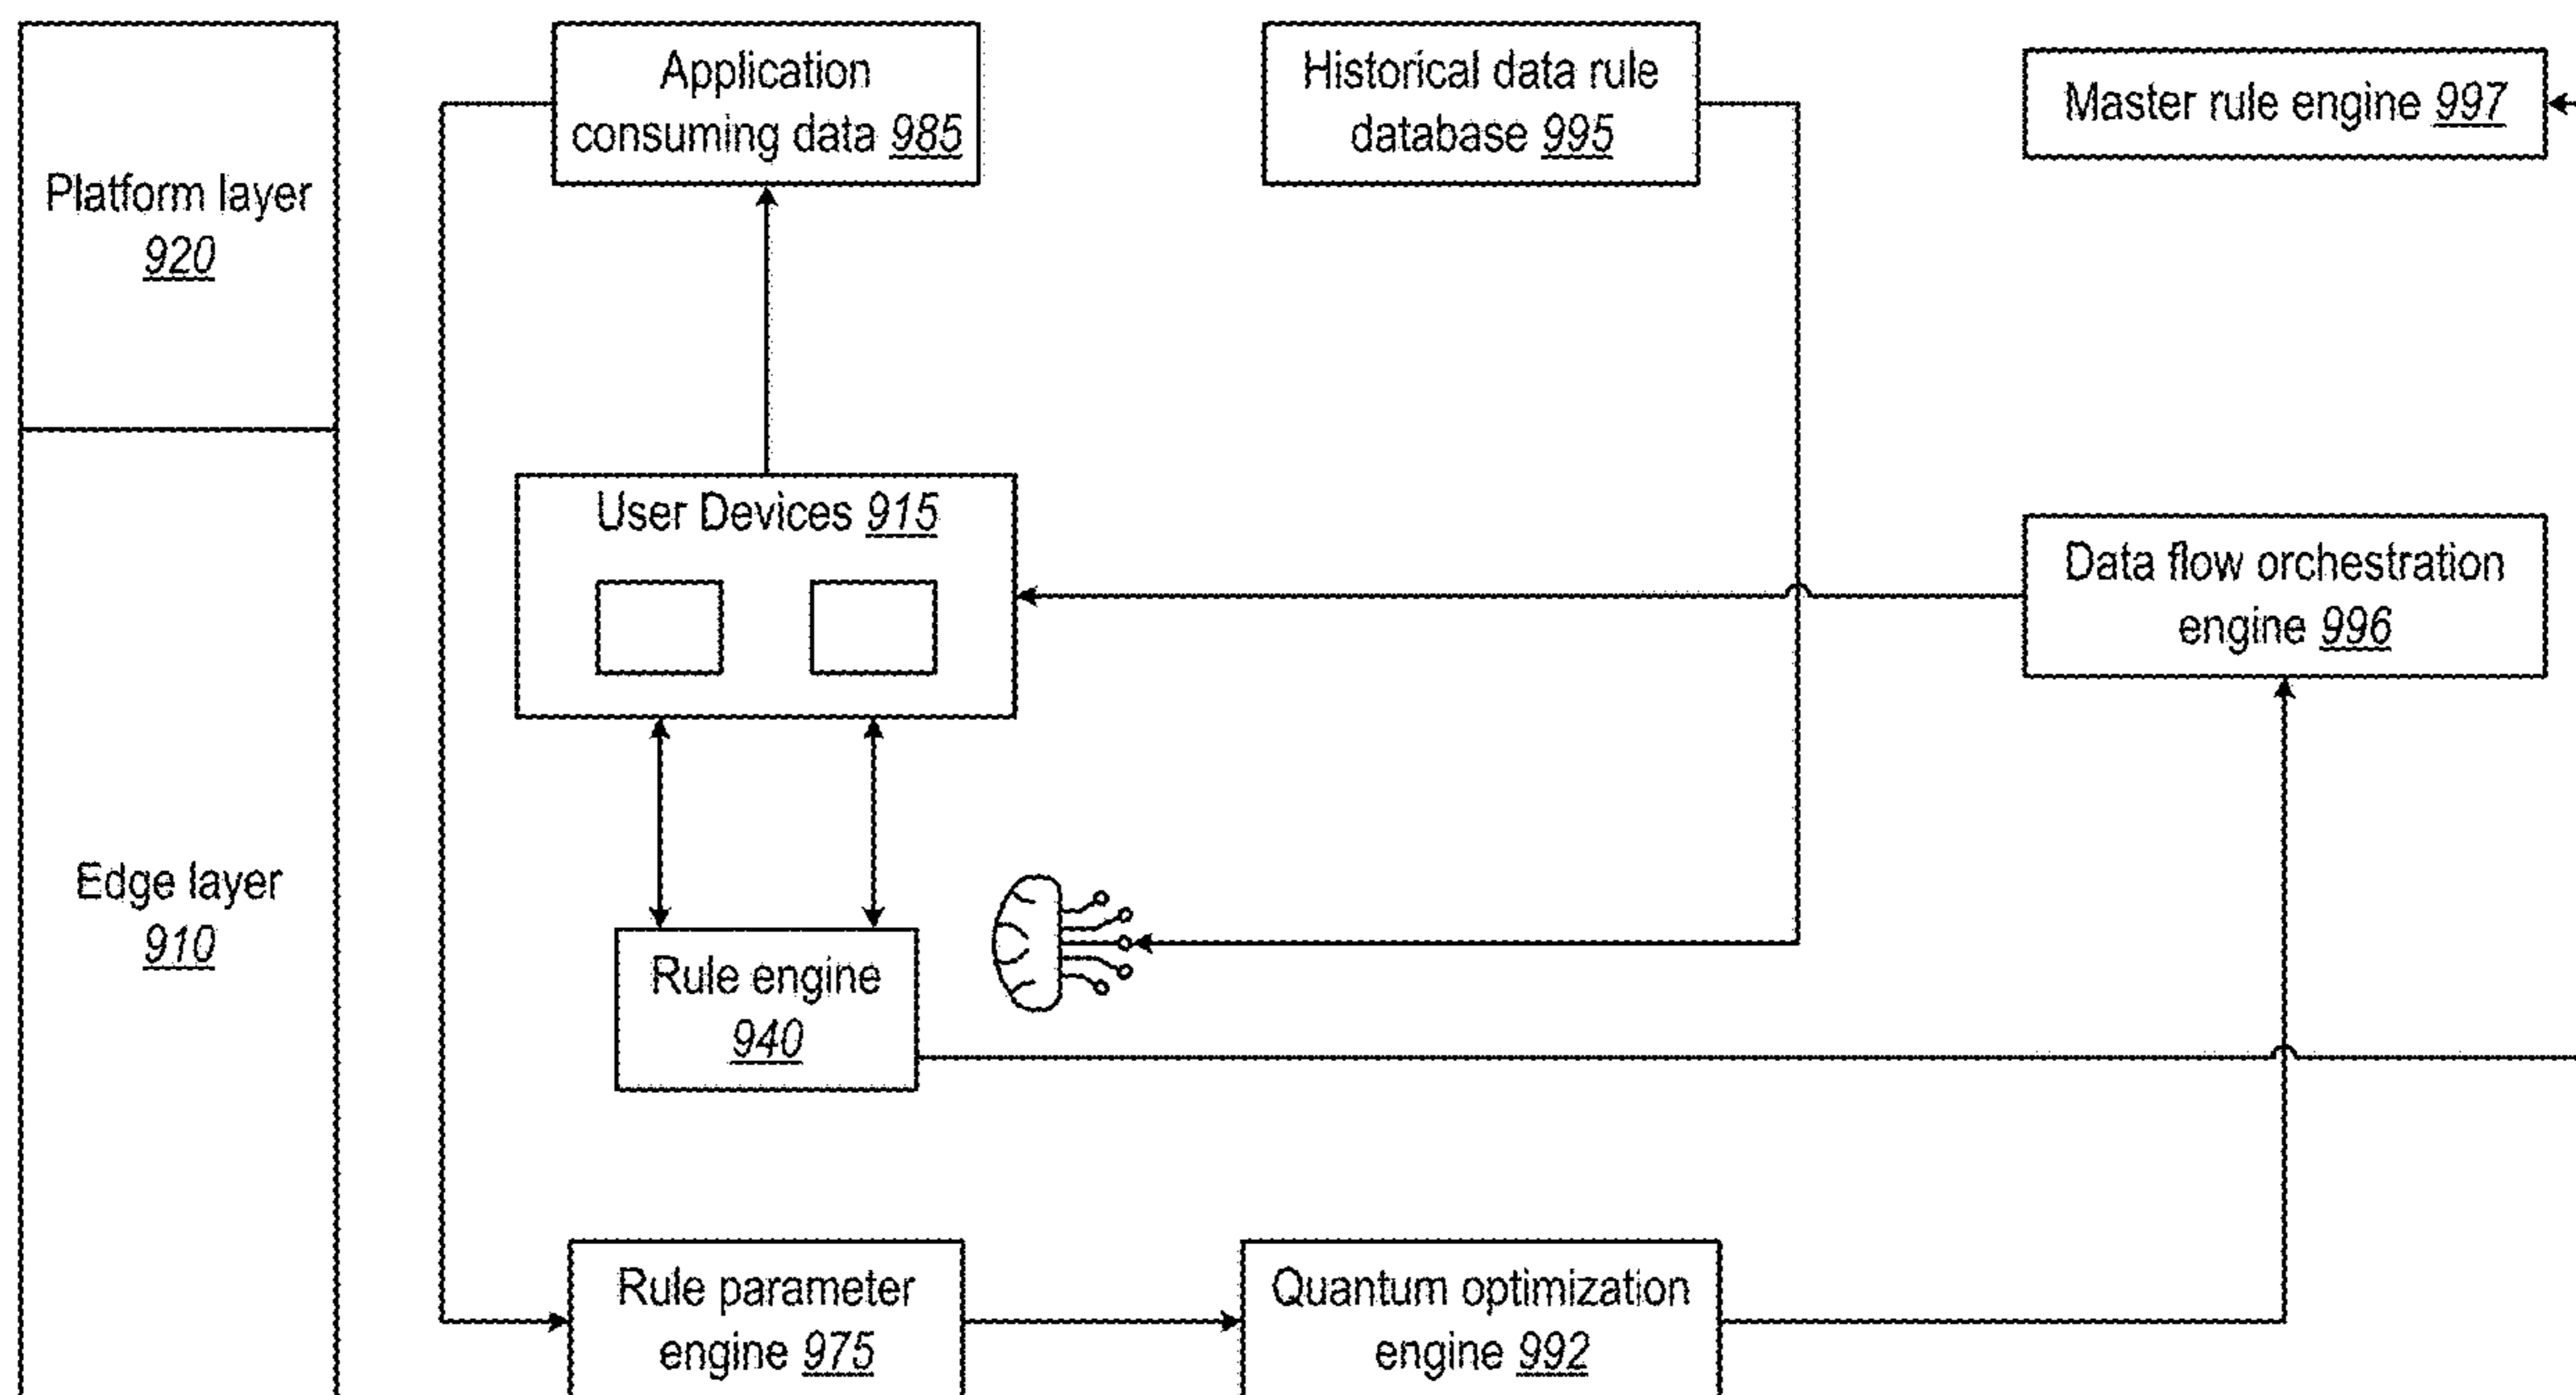 Platform layer
920
Edge layer
910
Application
consuming data 985
Historical data rule
database 995
Master rule engine 997
User Devices 915
Data flow orchestration
engine 996
Rule engine
940
Rule parameter
engine 975
Quantum optimization
engine 992